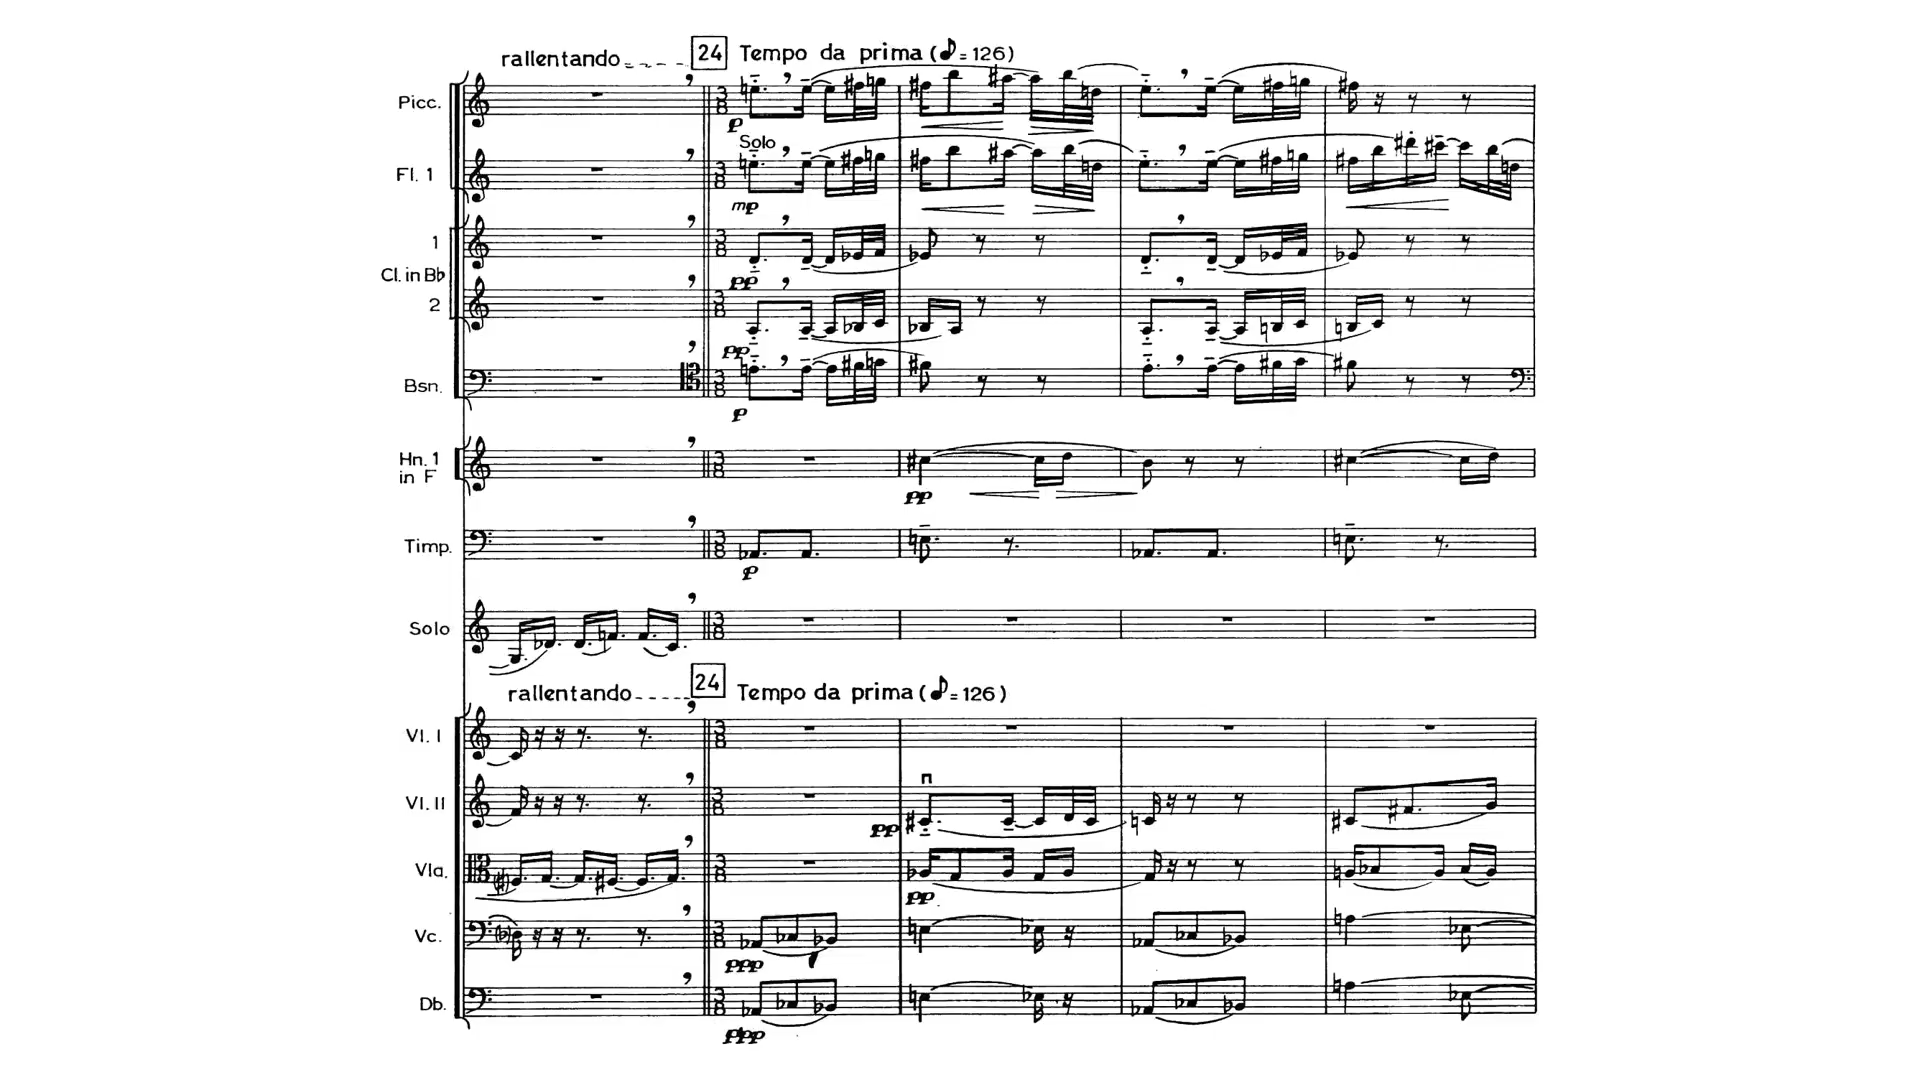 rallentando
24 Tempo da prima (♪=126)
Picc.
p
Solo
Fl. 1
mp
1
Cl. in B♭
pp
2
pp
Bsn.
p
Hn. 1
in F
pp
Timp.
p
Solo
rallentando
24 Tempo da prima (♪=126)
Vl. I
Vl. II
pp
Vla.
pp
Vc.
ppp
Db.
ppp